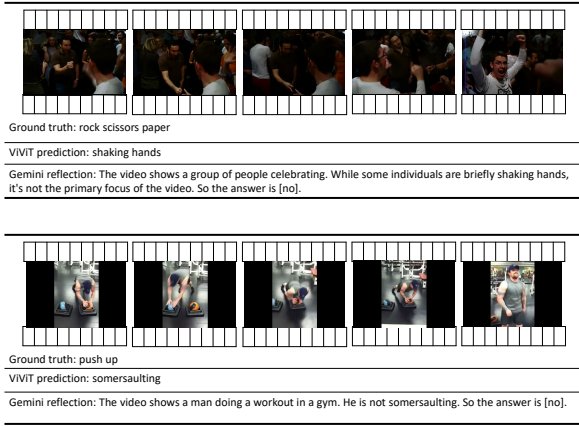 Ground truth: rock scissors paper
ViViT prediction: shaking hands
Gemini reflection: The video shows a group of people celebrating. While some individuals are briefly shaking hands,
it's not the primary focus of the video. So the answer is [no].
Ground truth: push up
ViViT prediction: somersaulting
Gemini reflection: The video shows a man doing a workout in a gym. He is not somersaulting. So the answer is [no].